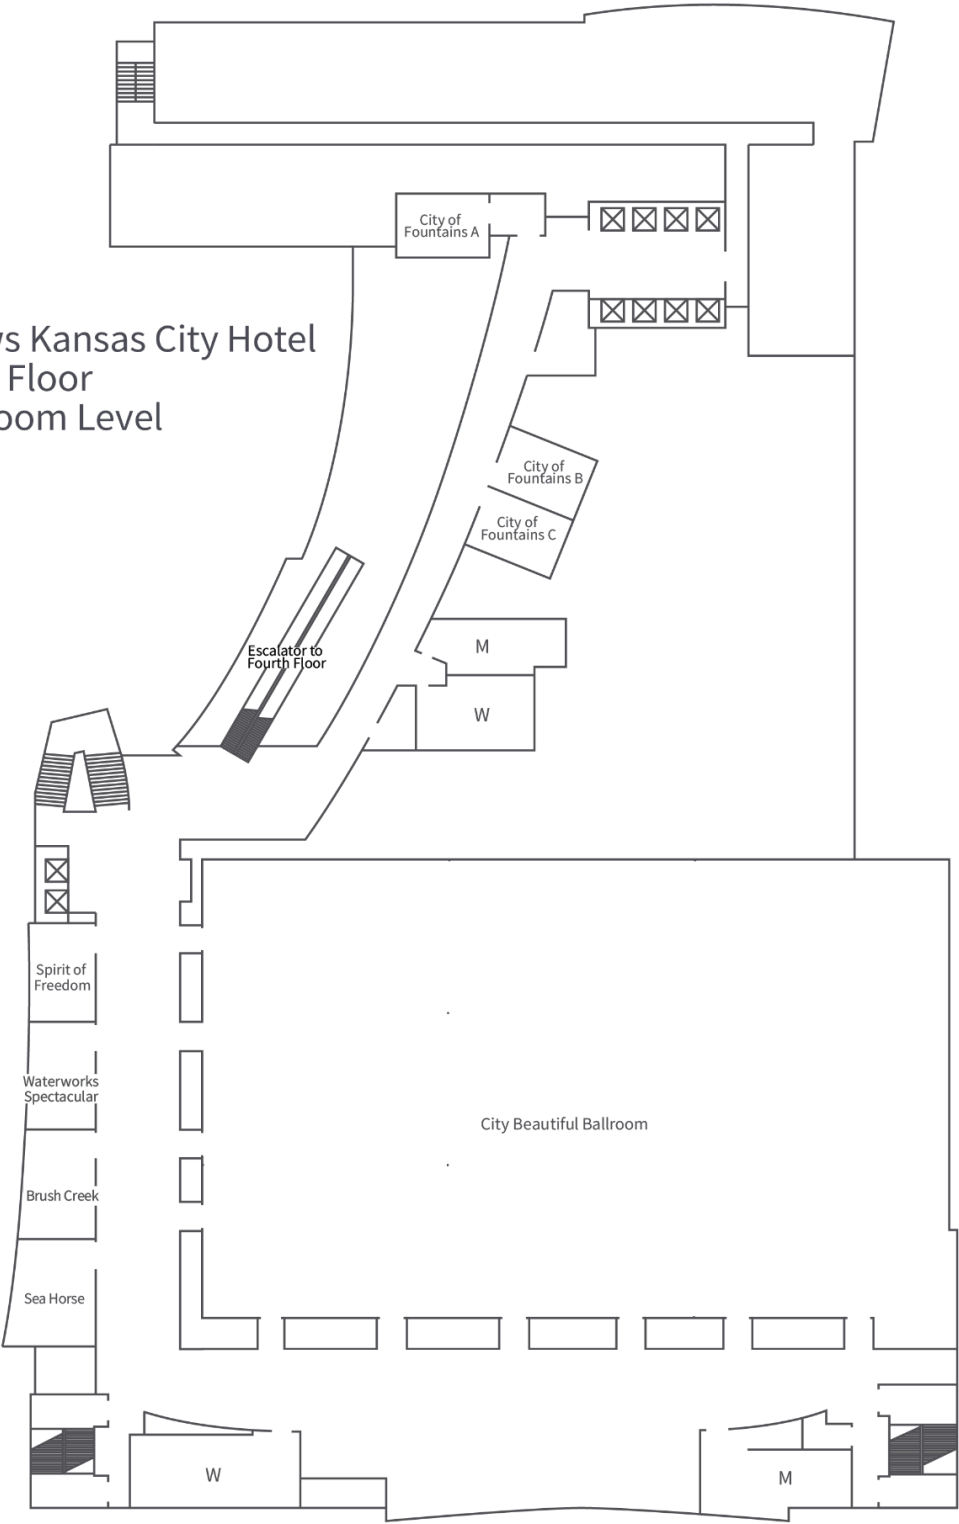 City of
Fountains A
s Kansas City Hotel
Floor
oom Level
City of
Fountains B
City of
Fountains C
M
Escalator to
Fourth Floor
W
Spirit of
Freedom
Waterworks
Spectacular
City Beautiful Ballroom
Brush Creek
Sea Horse
W
M